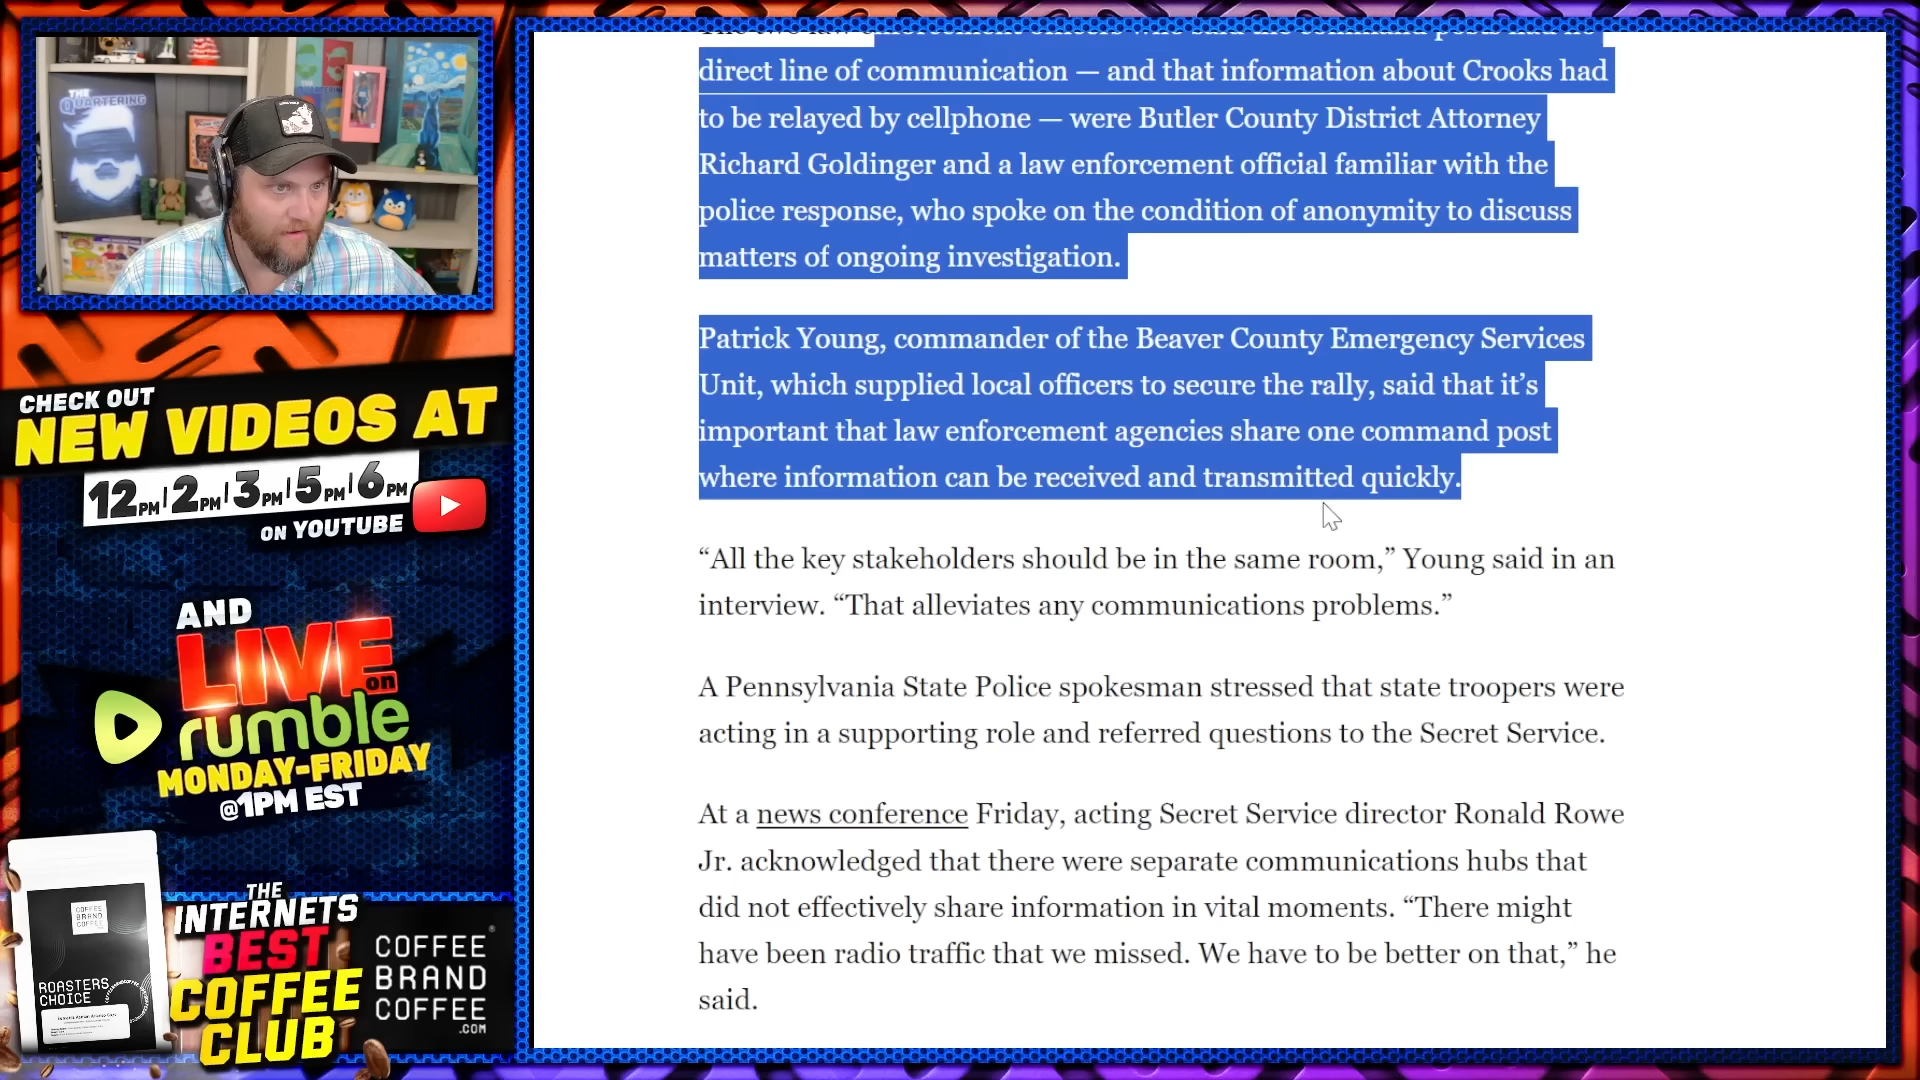 THE
QUARTERING
CHECK OUT
NEW VIDEOS AT
12PM | 2PM | 3PM | 5PM | 6PM
ON YOUTUBE
AND
LIVE
on
rumble
MONDAY-FRIDAY
@1PM EST
COFFEE
BRAND
COFFEE
ROASTERS
CHOICE
THE
INTERNETS
BEST
COFFEE
CLUB
COFFEE
BRAND
COFFEE
.COM
direct line of communication — and that information about Crooks had
to be relayed by cellphone — were Butler County District Attorney
Richard Goldinger and a law enforcement official familiar with the
police response, who spoke on the condition of anonymity to discuss
matters of ongoing investigation.
Patrick Young, commander of the Beaver County Emergency Services
Unit, which supplied local officers to secure the rally, said that it’s
important that law enforcement agencies share one command post
where information can be received and transmitted quickly.
“All the key stakeholders should be in the same room,” Young said in an
interview. “That alleviates any communications problems.”
A Pennsylvania State Police spokesman stressed that state troopers were
acting in a supporting role and referred questions to the Secret Service.
At a news conference Friday, acting Secret Service director Ronald Rowe
Jr. acknowledged that there were separate communications hubs that
did not effectively share information in vital moments. “There might
have been radio traffic that we missed. We have to be better on that,” he
said.